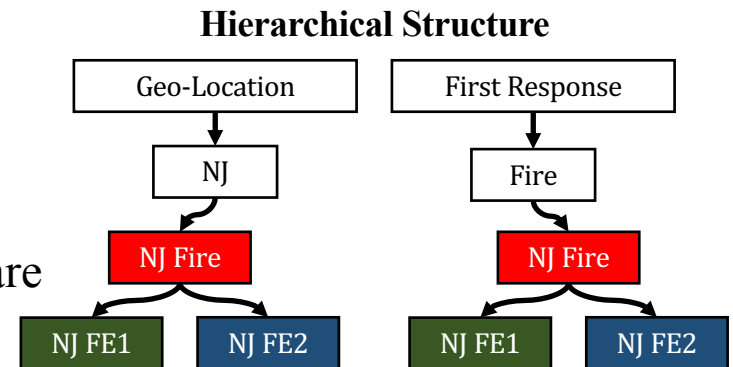 Hierarchical Structure
Geo-Location First Response
NJ Fire
NJ Fire NJ Fire
are
NJ FE1 NJ FE2 NJ FE1 NJ FE2